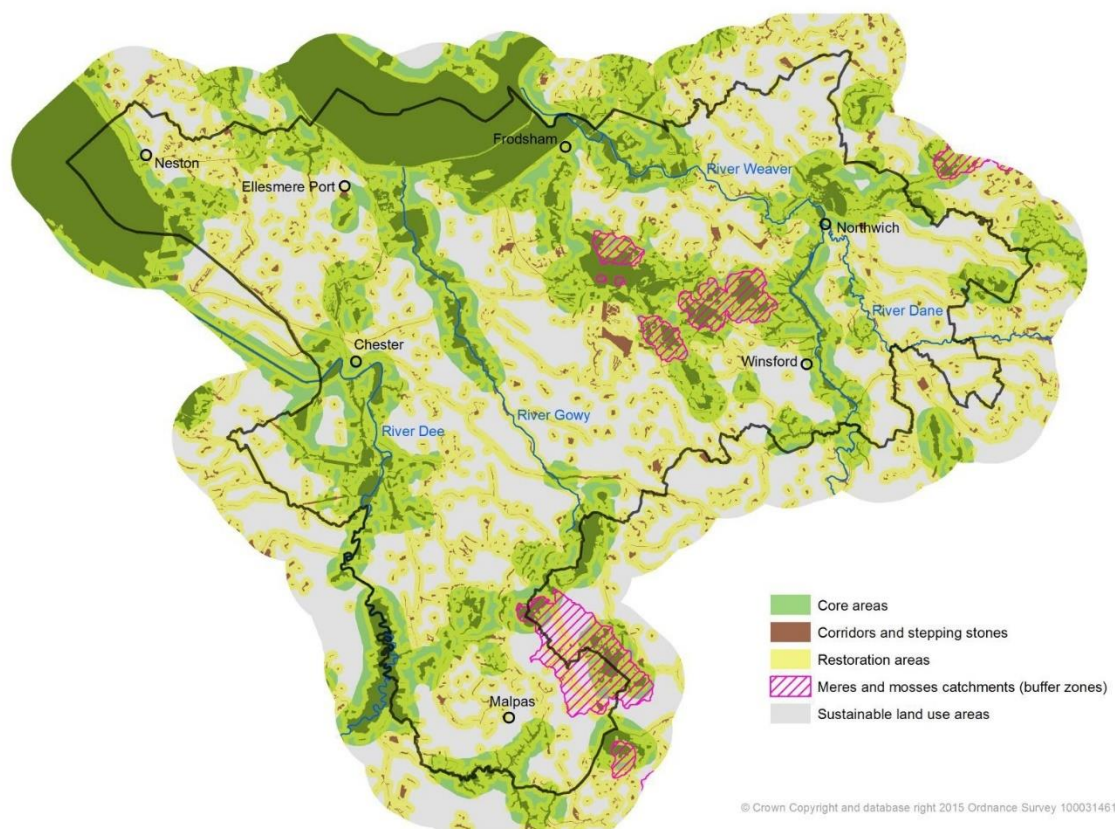 Frodsham
Neston
Ellesmere Port
River Weaver
Northwich
River Dane
Chester
Winsford
River Gowy
River Dee
Malpas
Core areas
Corridors and stepping stones
Restoration areas
Meres and mosses catchments (buffer zones)
Sustainable land use areas
© Crown Copyright and database right 2015 Ordnance Survey 100031461